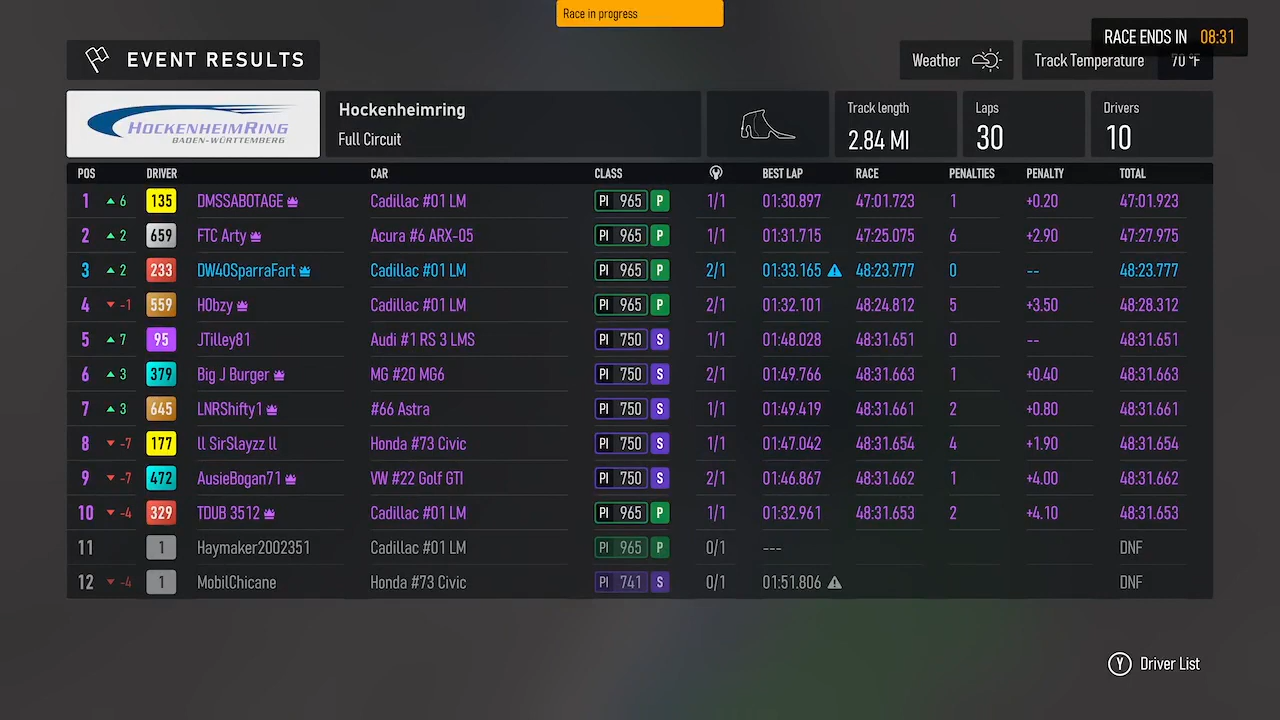 Race in progress
RACE ENDS IN 08:31
EVENT RESULTS
Weather
Track Temperature 70 °F
HOCKENHEIMRING
BADEN-WÜRTTEMBERG
Hockenheimring
Full Circuit
Track length
2.84 MI
Laps
30
Drivers
10
POS DRIVER CAR CLASS BEST LAP RACE PENALTIES PENALTY TOTAL
1 6 135 DMSSABOTAGE Cadillac #01 LM PI 965 P 1/1 01:30.897 47:01.723 1 +0.20 47:01.923
2 2 659 FTC Arty Acura #6 ARX-05 PI 965 P 1/1 01:31.715 47:25.075 6 +2.90 47:27.975
3 2 233 DW40SparraFart Cadillac #01 LM PI 965 P 2/1 01:33.165 48:23.777 0 -- 48:23.777
4 -1 559 H0bzy Cadillac #01 LM PI 965 P 2/1 01:32.101 48:24.812 5 +3.50 48:28.312
5 7 95 JTilley81 Audi #1 RS 3 LMS PI 750 S 1/1 01:48.028 48:31.651 0 -- 48:31.651
6 3 379 Big J Burger MG #20 MG6 PI 750 S 2/1 01:49.766 48:31.663 1 +0.40 48:31.663
7 3 645 LNRShifty1 #66 Astra PI 750 S 1/1 01:49.419 48:31.661 2 +0.80 48:31.661
8 -7 177 ll SirSlayzz ll Honda #73 Civic PI 750 S 1/1 01:47.042 48:31.654 4 +1.90 48:31.654
9 -7 472 AusieBogan71 VW #22 Golf GTI PI 750 S 2/1 01:46.867 48:31.662 1 +4.00 48:31.662
10 -4 329 TDUB 3512 Cadillac #01 LM PI 965 P 1/1 01:32.961 48:31.653 2 +4.10 48:31.653
11 1 Haymaker2002351 Cadillac #01 LM PI 965 P 0/1 --- DNF
12 -4 1 MobilChicane Honda #73 Civic PI 741 S 0/1 01:51.806 DNF
Y Driver List